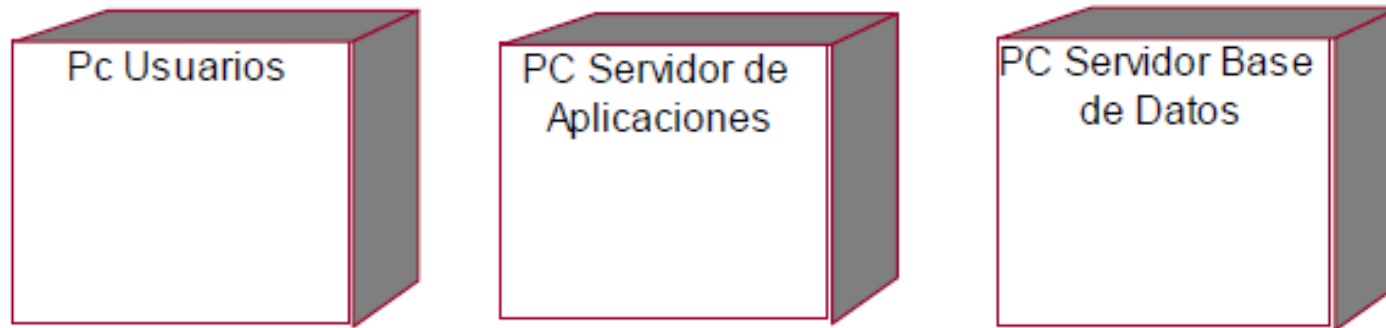 Pc Usuarios
PC Servidor de
Aplicaciones
PC Servidor Base
de Datos